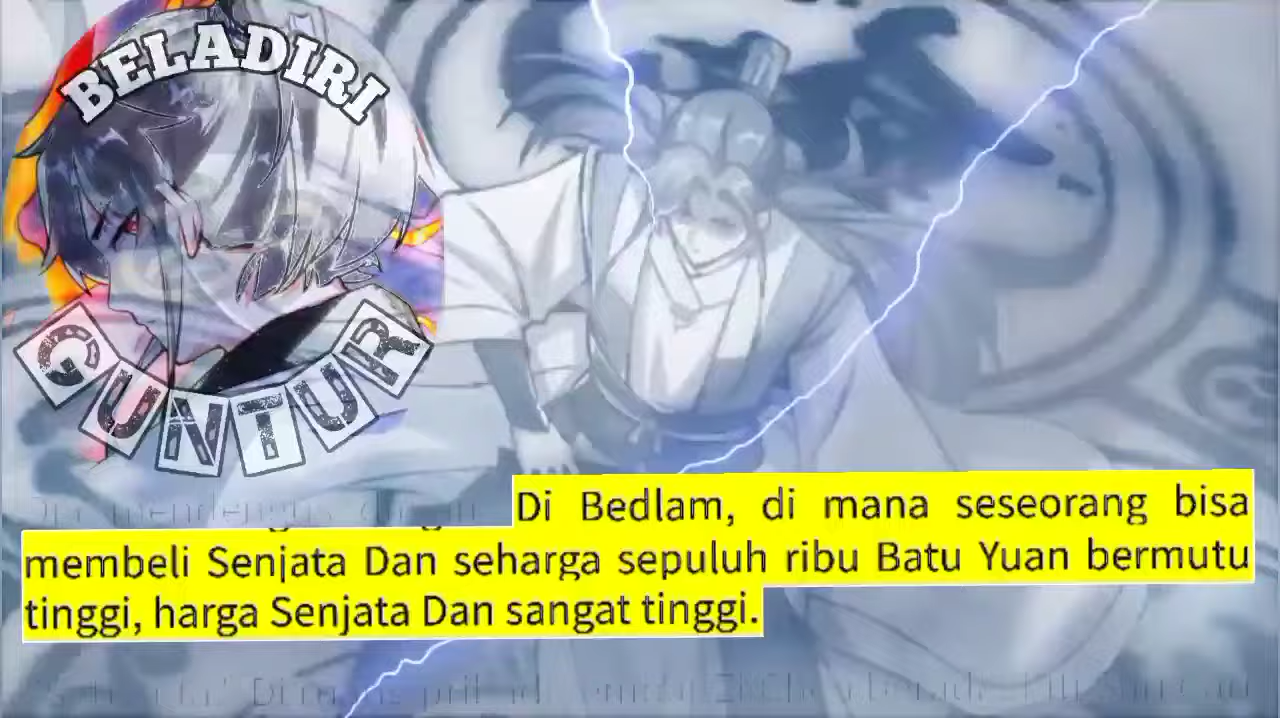 BELADIRI
GUNTUR
Di Bedlam, di mana seseorang bisa
membeli Senjata Dan seharga sepuluh ribu Batu Yuan bermutu
tinggi, harga Senjata Dan sangat tinggi.